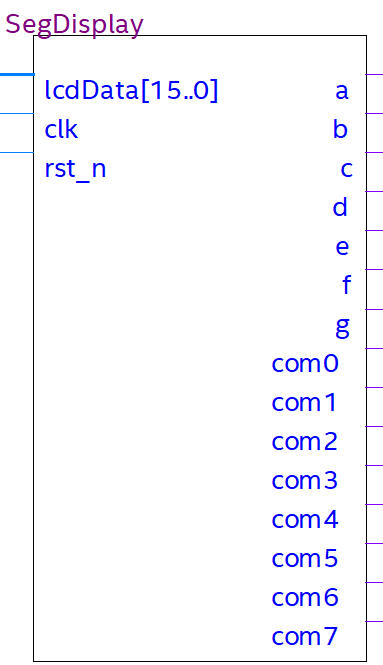 SegDisplay
lcdData[15..0] a
clk b
rst_n c
d
e
f
g
com0
com1
com2
com3
com4
com5
com6
com7